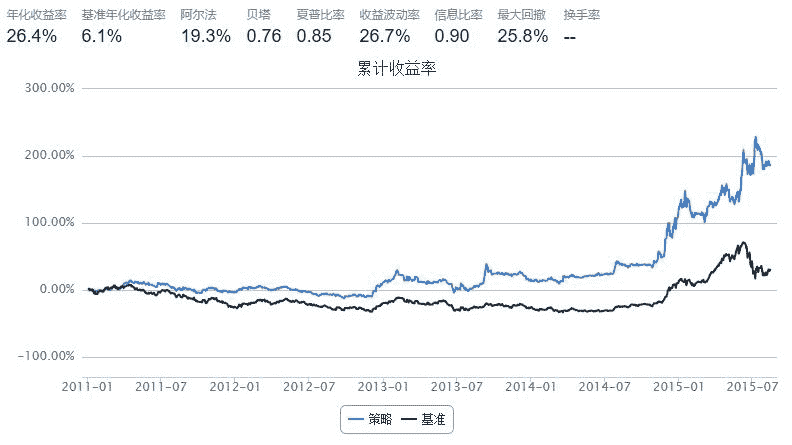 年化收益率 基准年化收益率 阿尔法 贝塔 夏普比率 收益波动率 信息比率 最大回撤 换手率
26.4% 6.1% 19.3% 0.76 0.85 26.7% 0.90 25.8% --
累计收益率
300.00%
200.00%
100.00%
0.00%
-100.00%
2011-01 2011-07 2012-01 2012-07 2013-01 2013-07 2014-01 2014-07 2015-01 2015-07
策略 基准